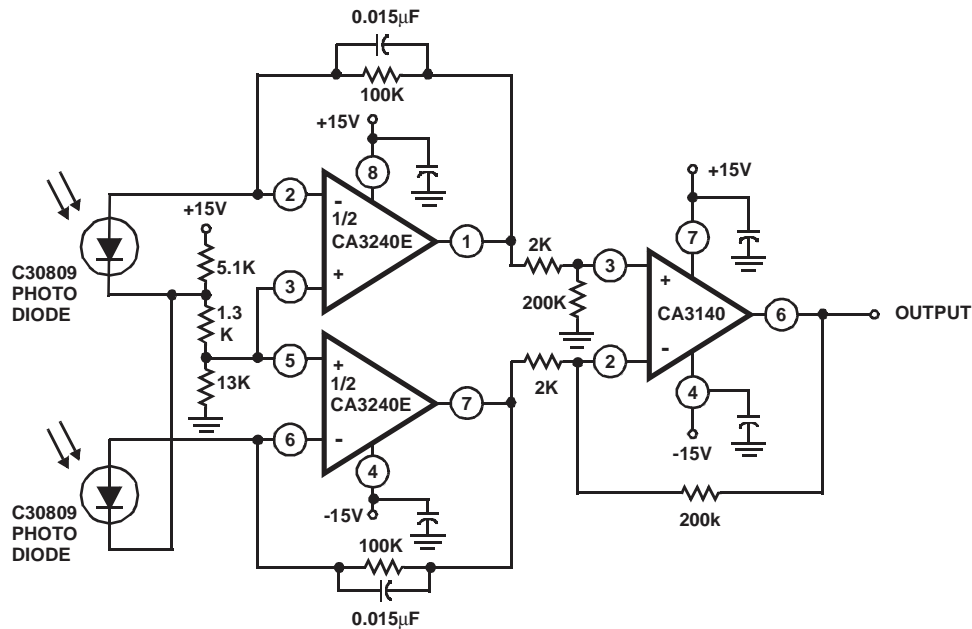 0.015μF
100K
+15V
8
2
-
1/2
CA3240E
+
1
3
+15V
5.1K
1.3
K
13K
C30809
PHOTO
DIODE
+15V
7
2K
3
200K
+
CA3140
-
6
OUTPUT
2
2K
4
-15V
200k
5
+
1/2
CA3240E
-
7
6
4
-15V
C30809
PHOTO
DIODE
100K
0.015μF